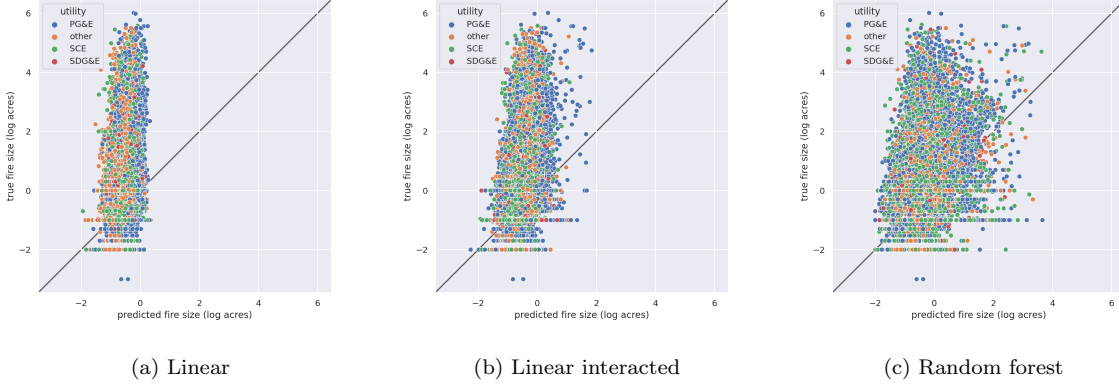 utility
PG&E
other
SCE
SDG&E
true fire size (log acres)
6
4
2
0
−2
−2 0 2 4 6
predicted fire size (log acres)
(a) Linear
utility
PG&E
other
SCE
SDG&E
true fire size (log acres)
6
4
2
0
−2
−2 0 2 4 6
predicted fire size (log acres)
(b) Linear interacted
utility
PG&E
other
SCE
SDG&E
true fire size (log acres)
6
4
2
0
−2
−2 0 2 4 6
predicted fire size (log acres)
(c) Random forest